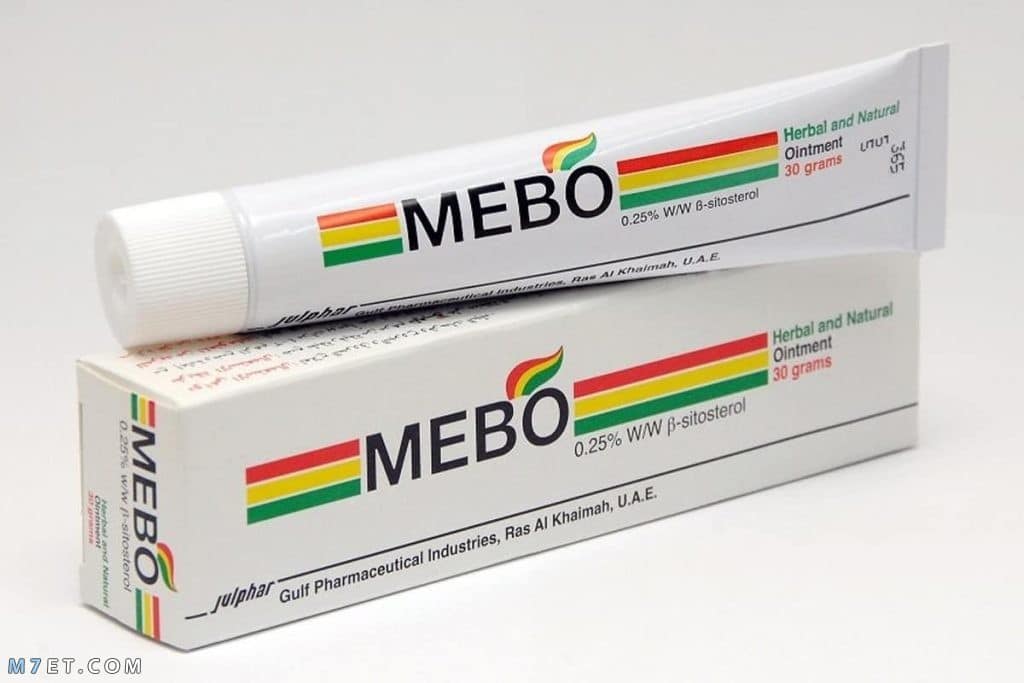 Herbal and Natural
Ointment
30 grams
MEBO
0.25% W/W β-sitosterol
julphar Gulf Pharmaceutical Industries, Ras Al Khaimah, U.A.E.
Herbal and Natural
Ointment
30 grams
MEBO
0.25% W/W β-sitosterol
julphar Gulf Pharmaceutical Industries, Ras Al Khaimah, U.A.E.
MEBO
0.25% W/W β-sitosterol
Herbal and Natural
Ointment
30 grams
M7ET.COM